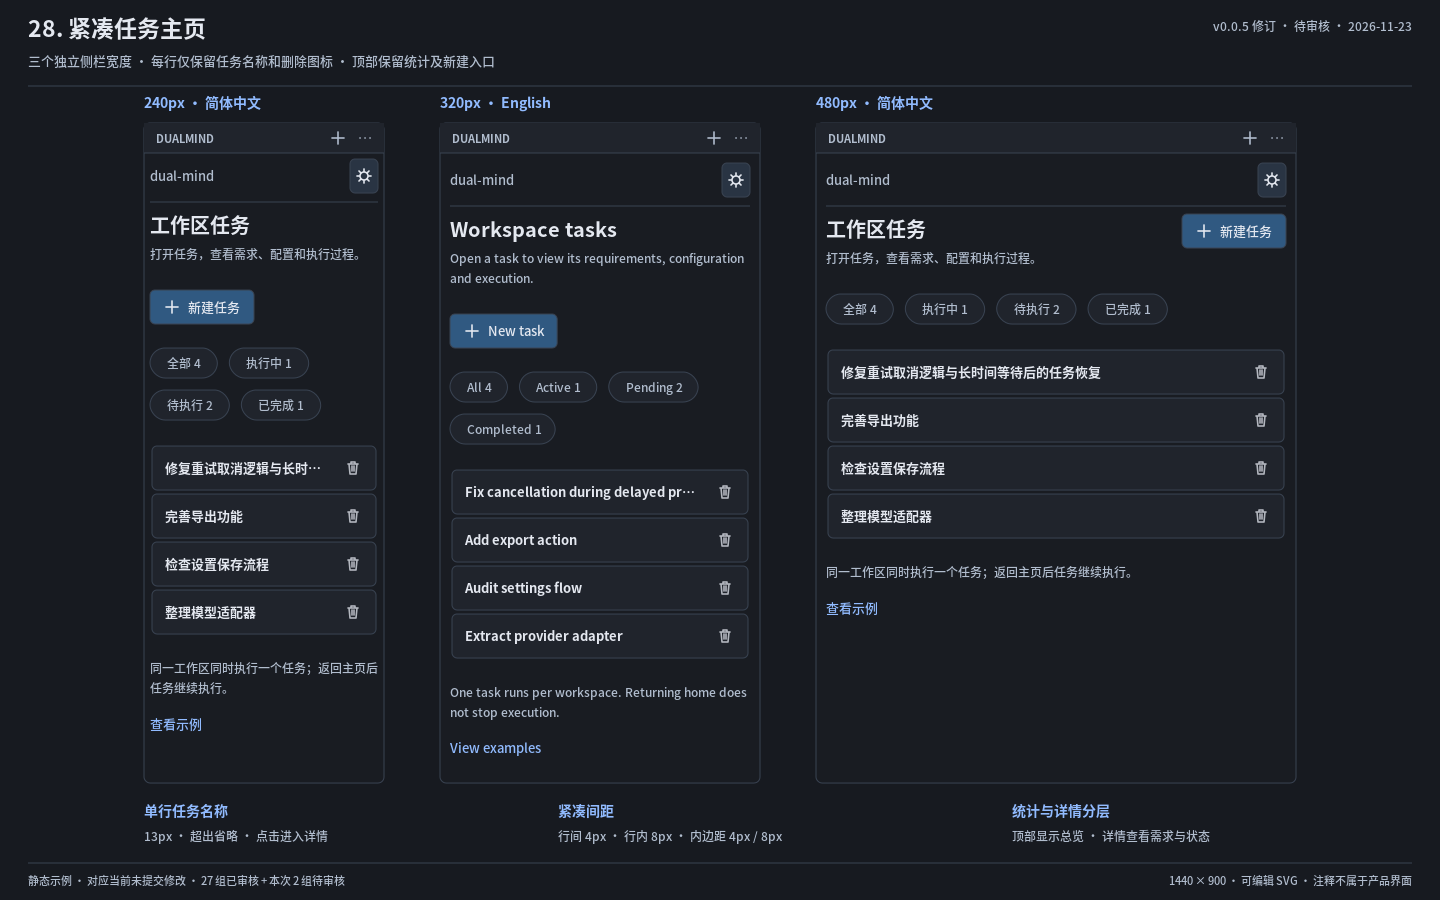 28. 紧凑任务主页
v0.0.5 修订 · 待审核 · 2026-11-23
三个独立侧栏宽度 · 每行仅保留任务名称和删除图标 · 顶部保留统计及新建入口
240px · 简体中文
DUALMIND
dual-mind
工作区任务
打开任务，查看需求、配置和执行过程。
新建任务
全部 4
执行中 1
待执行 2
已完成 1
修复重试取消逻辑与长时…
完善导出功能
检查设置保存流程
整理模型适配器
同一工作区同时执行一个任务；返回主页后
任务继续执行。
查看示例
320px · English
DUALMIND
dual-mind
Workspace tasks
Open a task to view its requirements, configuration
and execution.
New task
All 4
Active 1
Pending 2
Completed 1
Fix cancellation during delayed pr…
Add export action
Audit settings flow
Extract provider adapter
One task runs per workspace. Returning home does
not stop execution.
View examples
480px · 简体中文
DUALMIND
dual-mind
工作区任务
新建任务
打开任务，查看需求、配置和执行过程。
全部 4
执行中 1
待执行 2
已完成 1
修复重试取消逻辑与长时间等待后的任务恢复
完善导出功能
检查设置保存流程
整理模型适配器
同一工作区同时执行一个任务；返回主页后任务继续执行。
查看示例
单行任务名称
13px · 超出省略 · 点击进入详情
紧凑间距
行间 4px · 行内 8px · 内边距 4px / 8px
统计与详情分层
顶部显示总览 · 详情查看需求与状态
静态示例 · 对应当前未提交修改 · 27 组已审核 + 本次 2 组待审核
1440 × 900 · 可编辑 SVG · 注释不属于产品界面